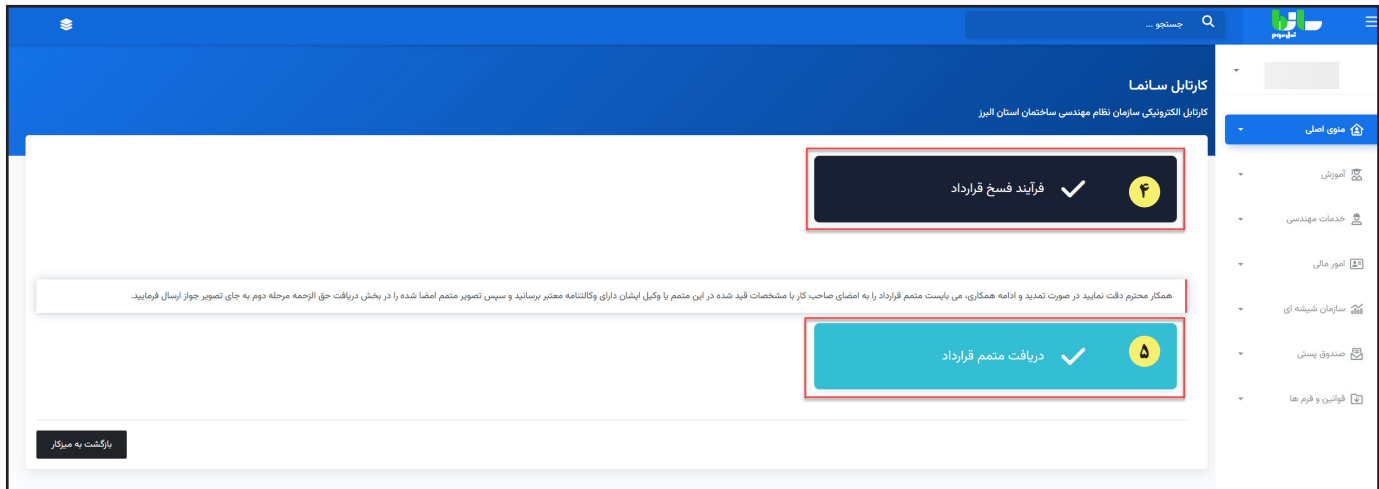 جستجو ...
سانما
نسل سوم
کارتابل سـانمـا
کارتابل الکترونیکی سازمان نظام مهندسی ساختمان استان البرز
منوی اصلی
آموزش
خدمات مهندسی
امور مالی
سازمان شیشه ای
صندوق پستی
قوانین و فرم ها
۴ فرآیند فسخ قرارداد
همکار محترم دقت نمایید در صورت تمدید و ادامه همکاری، می بایست متمم قرارداد را به امضای صاحب کار با مشخصات قید شده در این متمم یا وکیل ایشان دارای وکالتنامه معتبر برسانید و سپس تصویر متمم امضا شده را در بخش دریافت حق الزحمه مرحله دوم به جای تصویر جواز ارسال فرمایید.
۵ دریافت متمم قرارداد
بازگشت به میزکار